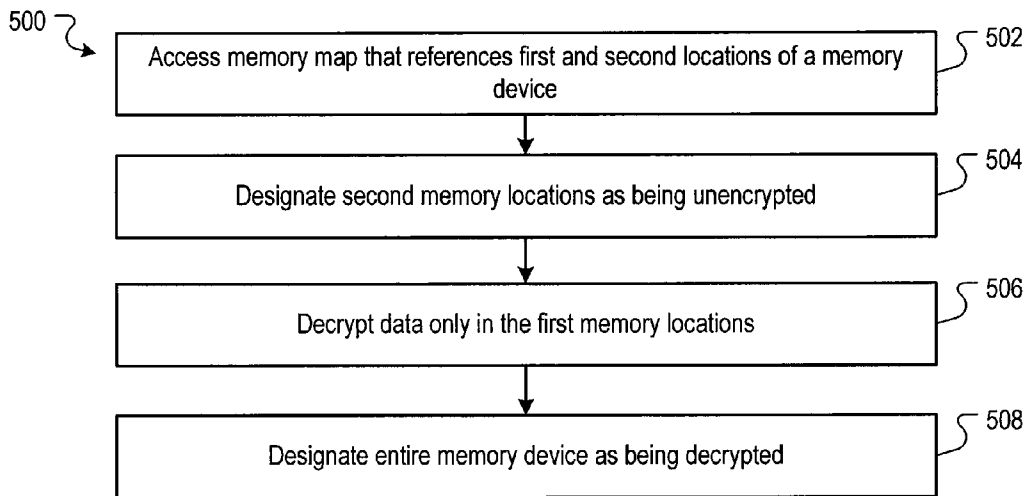 500
502
Access memory map that references first and second locations of a memory
device
504
Designate second memory locations as being unencrypted
506
Decrypt data only in the first memory locations
508
Designate entire memory device as being decrypted